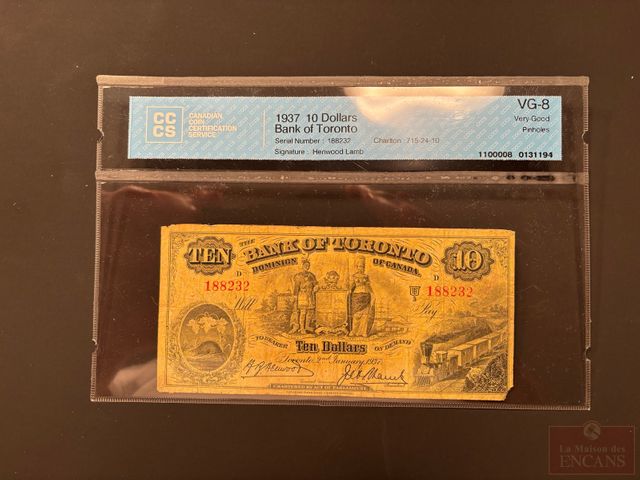 CC
CS
CANADIAN
COIN
CERTIFICATION
SERVICE
1937 10 Dollars
Bank of Toronto
Serial Number : 188232 Charlton : 715-24-10
Signature : Henwood Lamb
VG-8
Very-Good
Pinholes
1100008 0131194
THE
BANK OF TORONTO
TEN
10
DOMINION OF CANADA
D
188232
D
188232
Will Pay
TO BEARER Ten Dollars ON DEMAND
Toronto, 2nd January 1937
La Maison des
ENCANS